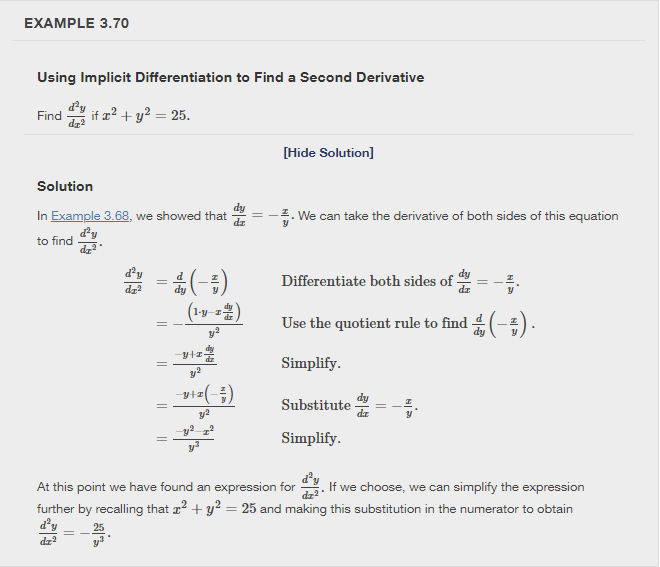 EXAMPLE 3.70
Using Implicit Differentiation to Find a Second Derivative
Find d²y/dx² if x² + y² = 25.
[Hide Solution]
Solution
In Example 3.68, we showed that dy/dx = −x/y. We can take the derivative of both sides of this equation
to find d²y/dx².
d²y/dx² = d/dy(−x/y) Differentiate both sides of dy/dx = −x/y.
= −(1·y−x dy/dx)/y² Use the quotient rule to find d/dy(−x/y).
= (−y+x dy/dx)/y² Simplify.
= (−y+x(−x/y))/y² Substitute dy/dx = −x/y.
= (−y²−x²)/y³ Simplify.
At this point we have found an expression for d²y/dx². If we choose, we can simplify the expression
further by recalling that x² + y² = 25 and making this substitution in the numerator to obtain
d²y/dx² = −25/y³.